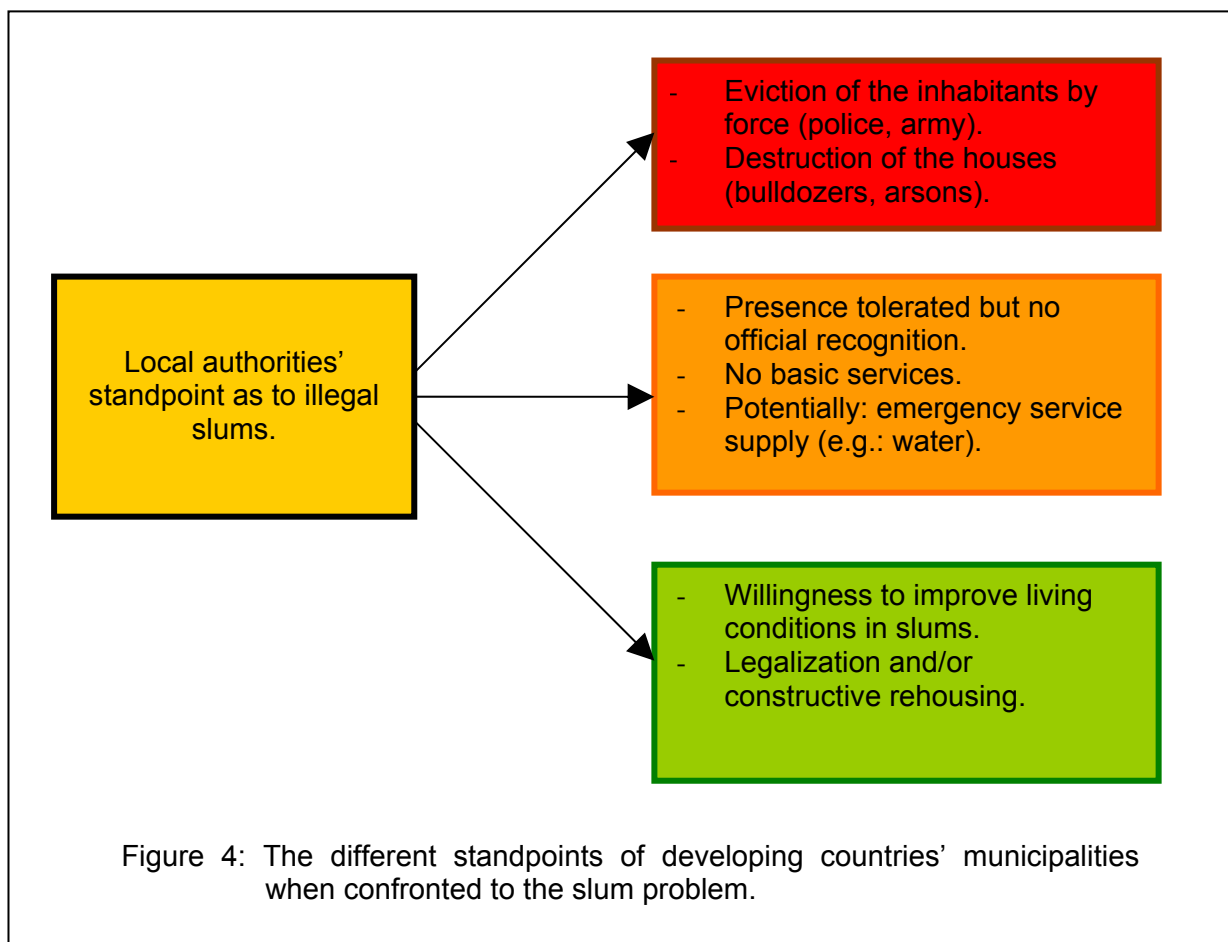 - Eviction of the inhabitants by
force (police, army).
- Destruction of the houses
(bulldozers, arsons).
Local authorities’
standpoint as to illegal
slums.
- Presence tolerated but no
official recognition.
- No basic services.
- Potentially: emergency service
supply (e.g.: water).
- Willingness to improve living
conditions in slums.
- Legalization and/or
constructive rehousing.
Figure 4: The different standpoints of developing countries’ municipalities
when confronted to the slum problem.